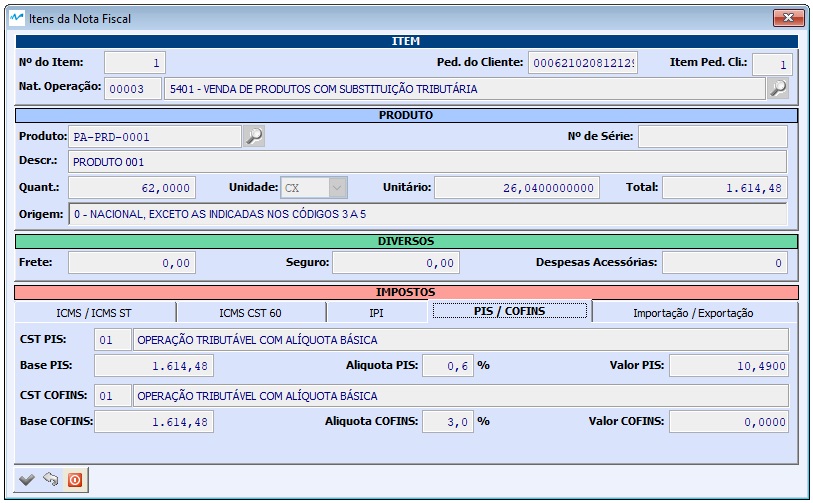 Itens da Nota Fiscal
ITEM
Nº do Item: 1 Ped. do Cliente: 000621020812129 Item Ped. Cli.: 1
Nat. Operação: 00003 5401 - VENDA DE PRODUTOS COM SUBSTITUIÇÃO TRIBUTÁRIA
PRODUTO
Produto: PA-PRD-0001 Nº de Série:
Descr.: PRODUTO 001
Quant.: 62,0000 Unidade: CX Unitário: 26,0400000000 Total: 1.614,48
Origem: 0 - NACIONAL, EXCETO AS INDICADAS NOS CÓDIGOS 3 A 5
DIVERSOS
Frete: 0,00 Seguro: 0,00 Despesas Acessórias: 0
IMPOSTOS
ICMS / ICMS ST ICMS CST 60 IPI PIS / COFINS Importação / Exportação
CST PIS: 01 OPERAÇÃO TRIBUTÁVEL COM ALÍQUOTA BÁSICA
Base PIS: 1.614,48 Aliquota PIS: 0,6 % Valor PIS: 10,4900
CST COFINS: 01 OPERAÇÃO TRIBUTÁVEL COM ALÍQUOTA BÁSICA
Base COFINS: 1.614,48 Aliquota COFINS: 3,0 % Valor COFINS: 0,0000